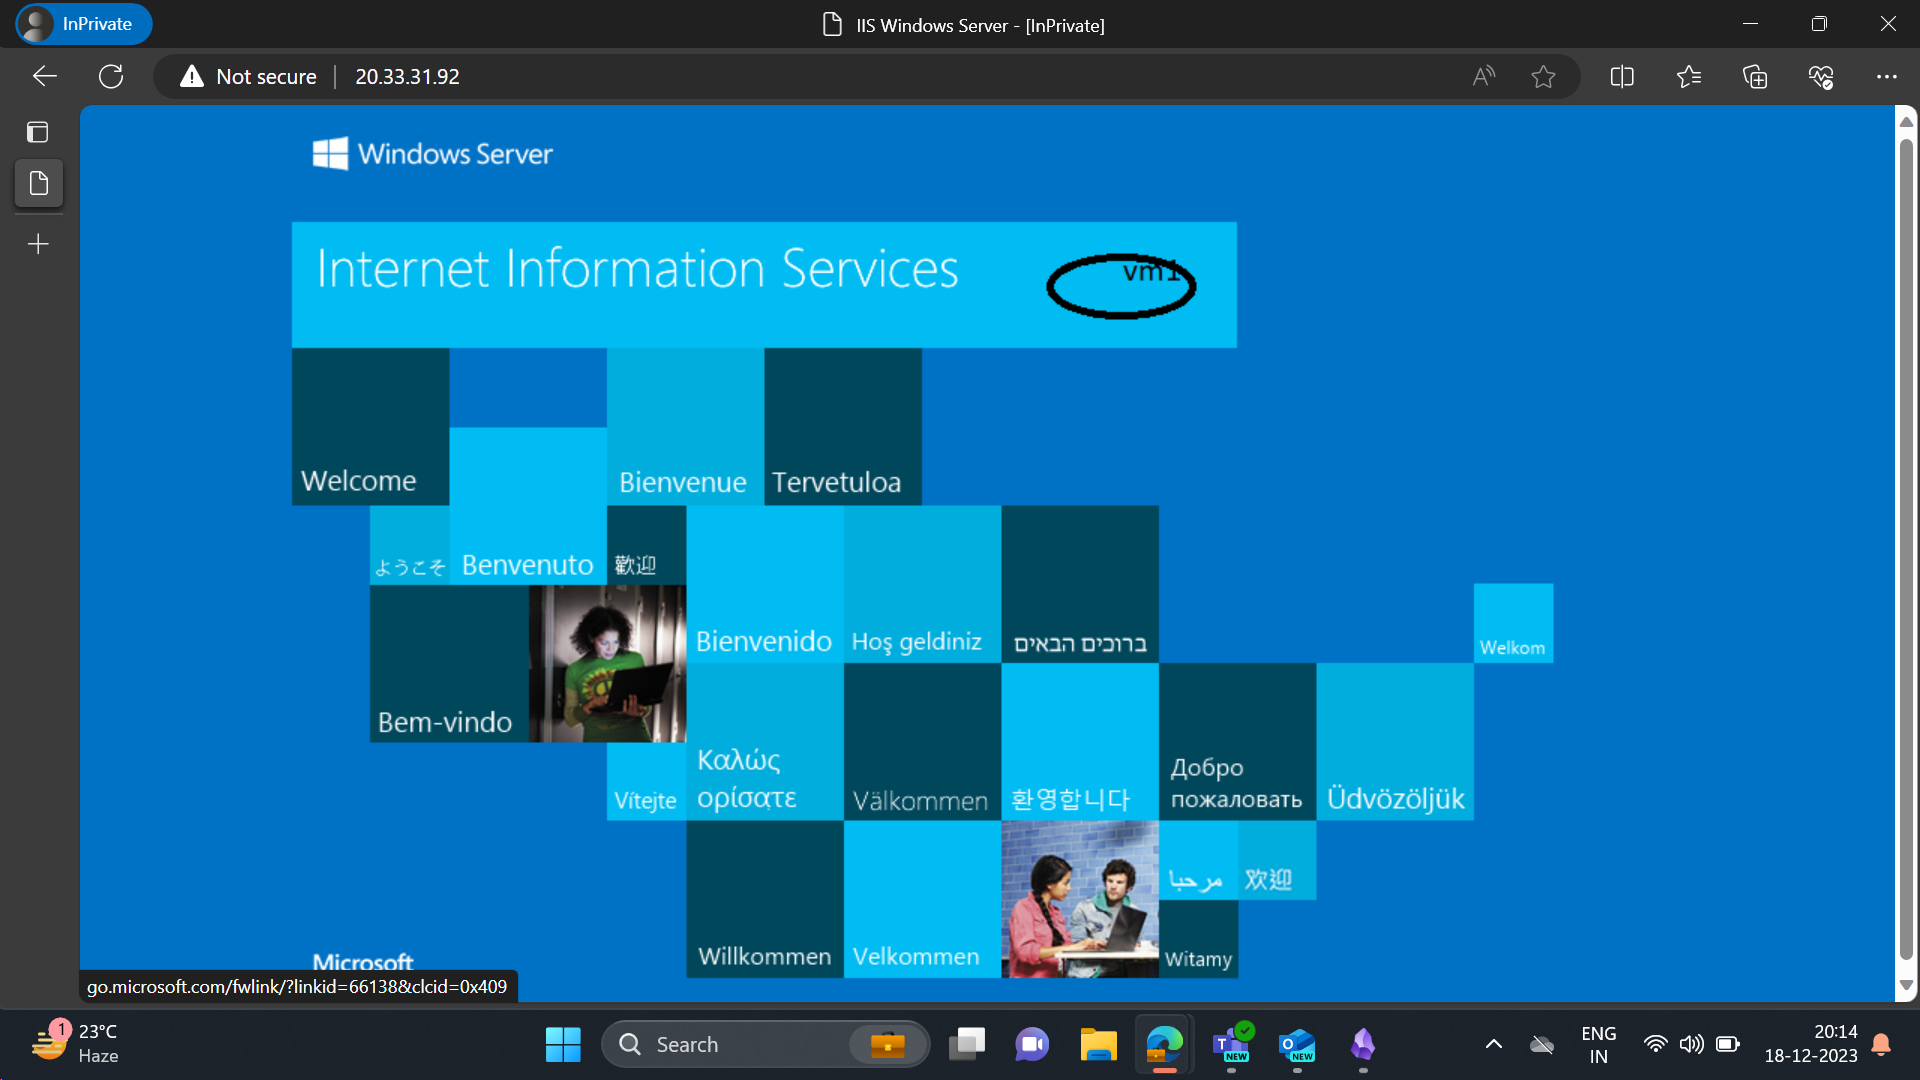 InPrivate
IIS Windows Server - [InPrivate]
Not secure
20.33.31.92
Windows Server
Internet Information Services
vm1
Welcome
Bienvenue
Tervetuloa
ようこそ
Benvenuto
歡迎
Bienvenido
Hoş geldiniz
ברוכים הבאים
Welkom
Bem-vindo
Vítejte
Καλώς
ορίσατε
Välkommen
환영합니다
Добро
пожаловать
Üdvözöljük
مرحبا
欢迎
Willkommen
Velkommen
Witamy
Microsoft
go.microsoft.com/fwlink/?linkid=66138&clcid=0x409
1
23°C
Haze
Search
NEW
NEW
ENG
IN
20:14
18-12-2023